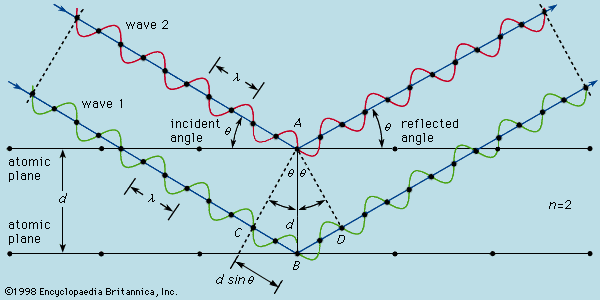 wave 2
λ
wave 1
incident
angle
θ
A
θ
reflected
angle
atomic
plane
θ θ
d
λ
C
d
D
n=2
atomic
plane
B
d sin θ
©1998 Encyclopaedia Britannica, Inc.